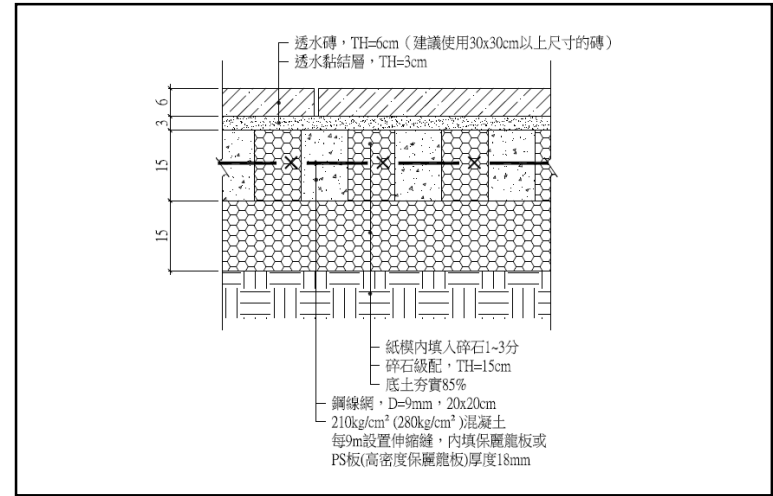 透水磚，TH=6cm（建議使用30x30cm以上尺寸的磚）
透水黏結層，TH=3cm
6
3
15
15
紙模內填入碎石1~3分
碎石級配，TH=15cm
底土夯實85%
鋼線網，D=9mm，20x20cm
210kg/cm² (280kg/cm² )混凝土
每9m設置伸縮縫，內填保麗龍板或
PS板(高密度保麗龍板)厚度18mm